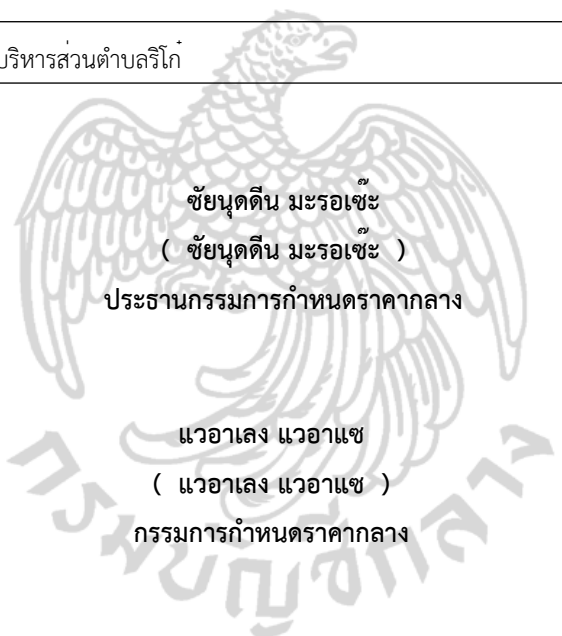 บริหารส่วนตำบลริโก๋
ซัยนุดดีน มะรอเซ๊ะ
( ซัยนุดดีน มะรอเซ๊ะ )
ประธานกรรมการกำหนดราคากลาง
แวอาเลง แวอาแซ
( แวอาเลง แวอาแซ )
กรรมการกำหนดราคากลาง
กรมบัญชีกลาง